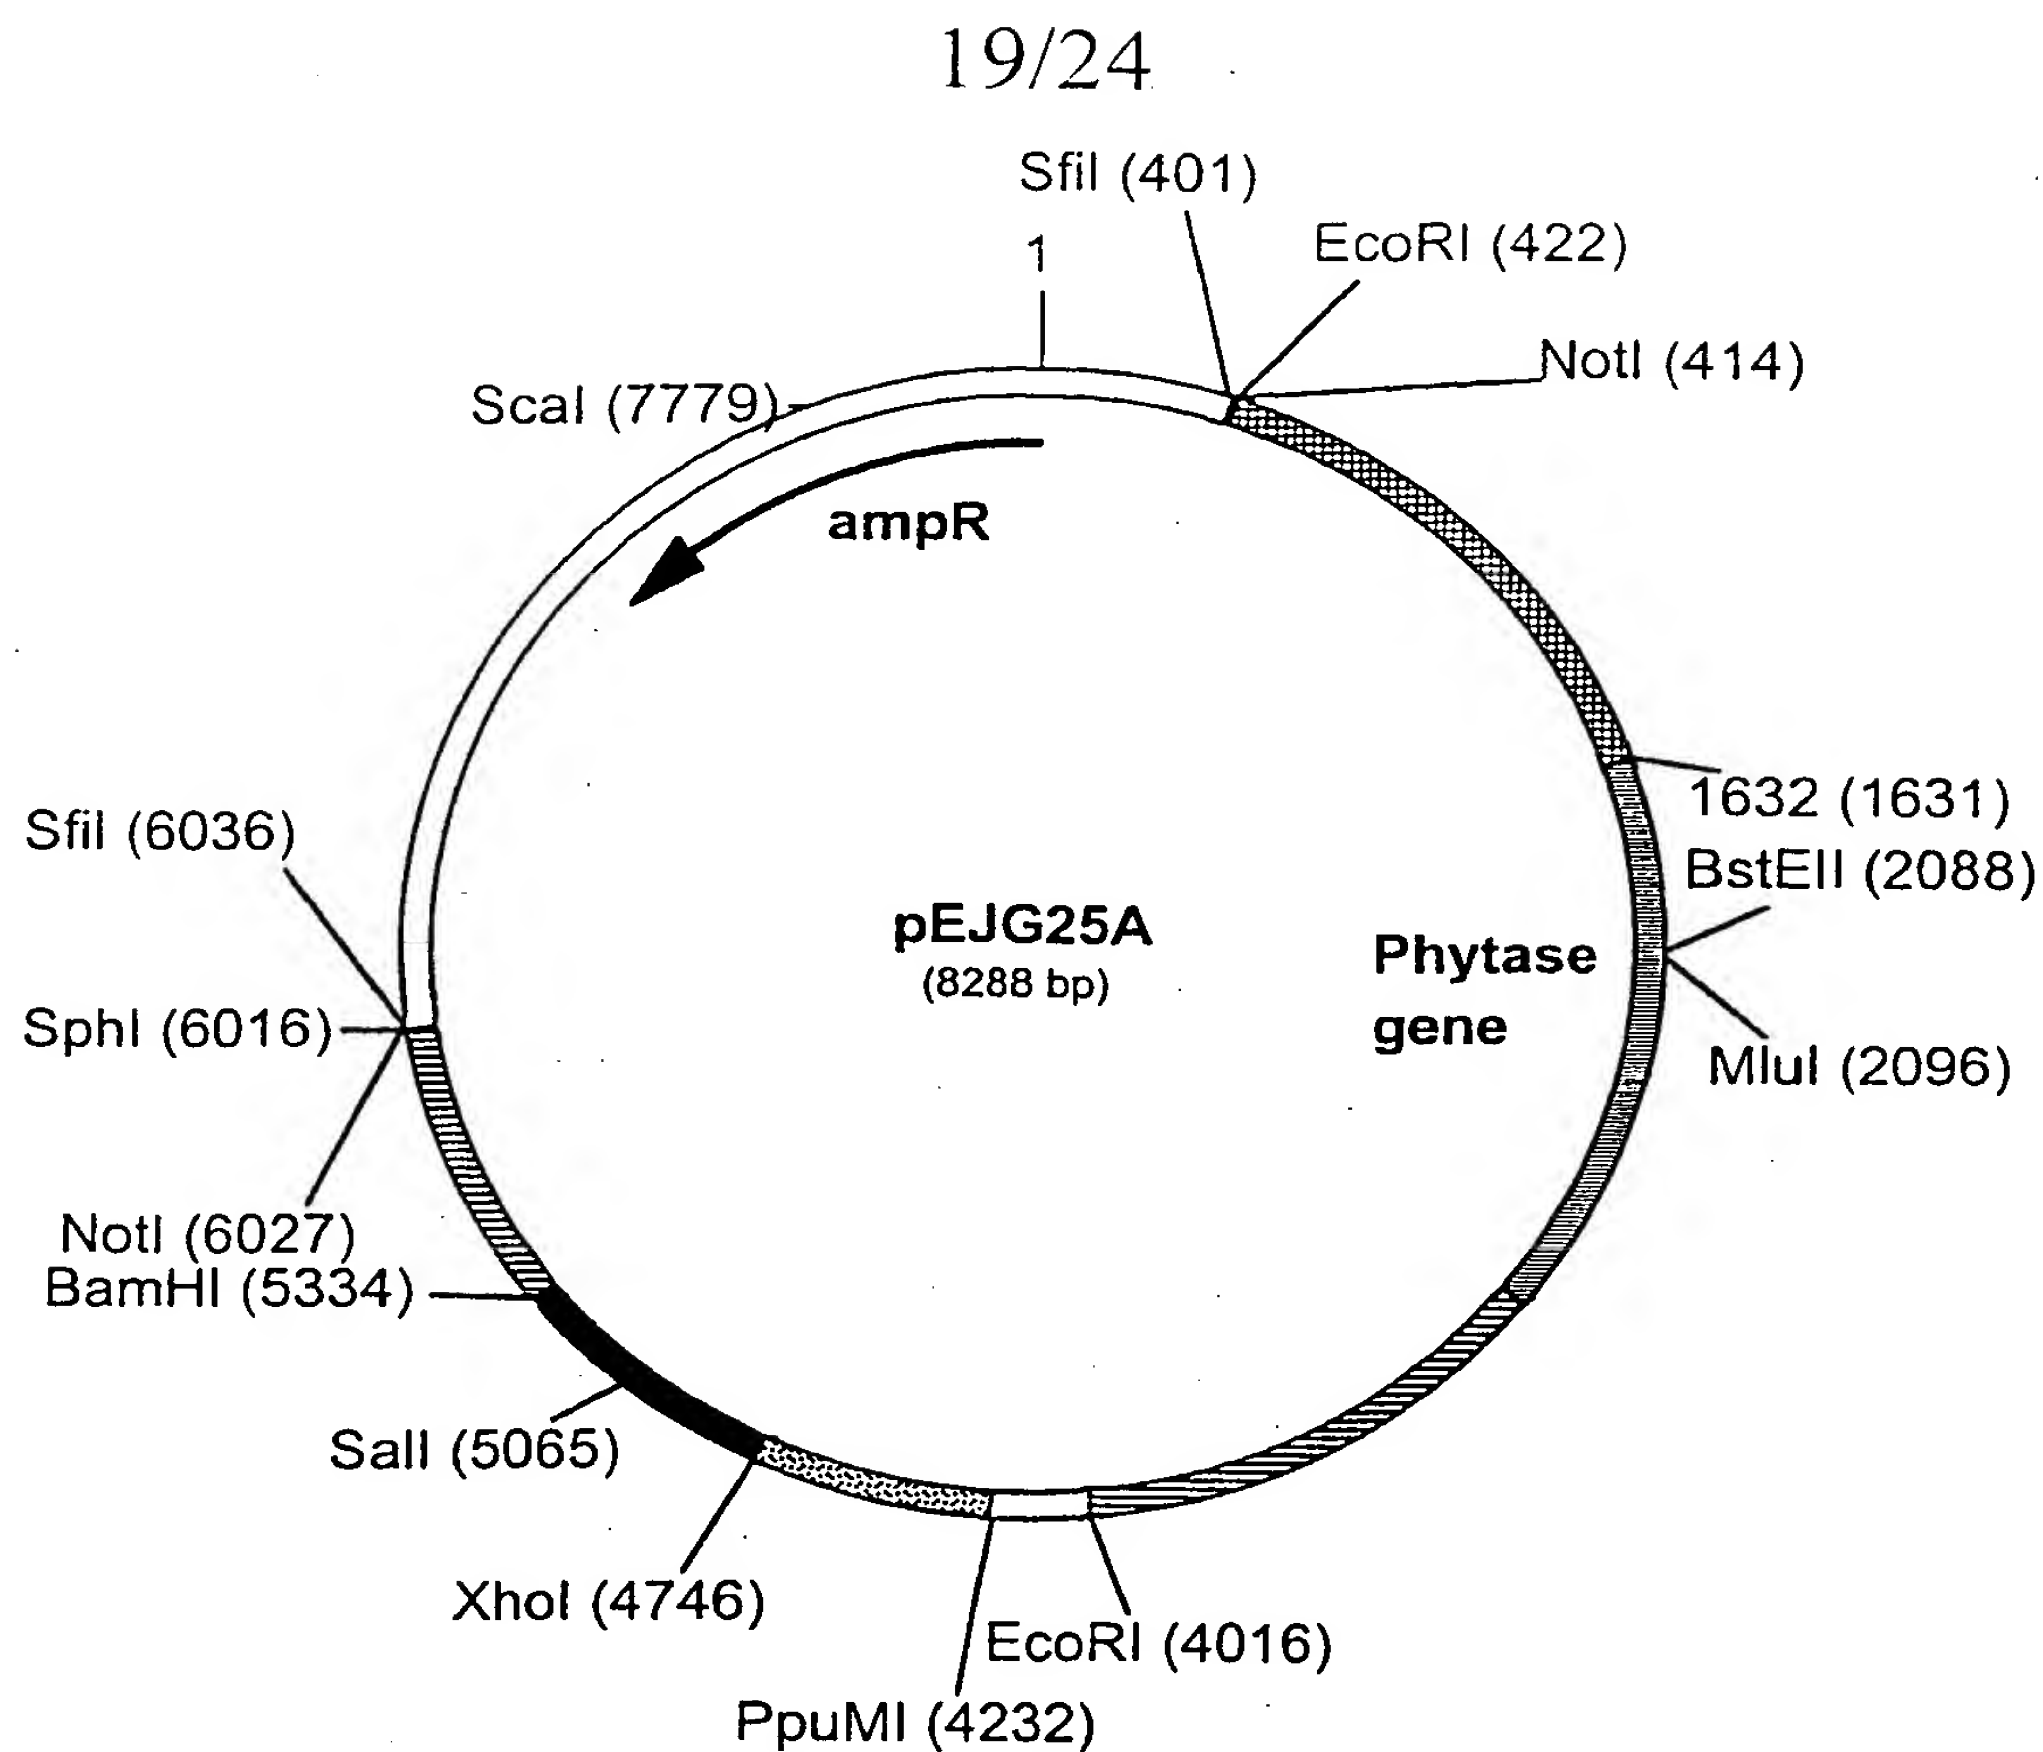 19/24
SfiI (401)
1
EcoRI (422)
NotI (414)
ScaI (7779)
ampR
1632 (1631)
SfiI (6036)
BstEII (2088)
pEJG25A
(8288 bp)
Phytase
gene
SphI (6016)
MluI (2096)
NotI (6027)
BamHI (5334)
SalI (5065)
XhoI (4746)
EcoRI (4016)
PpuMI (4232)